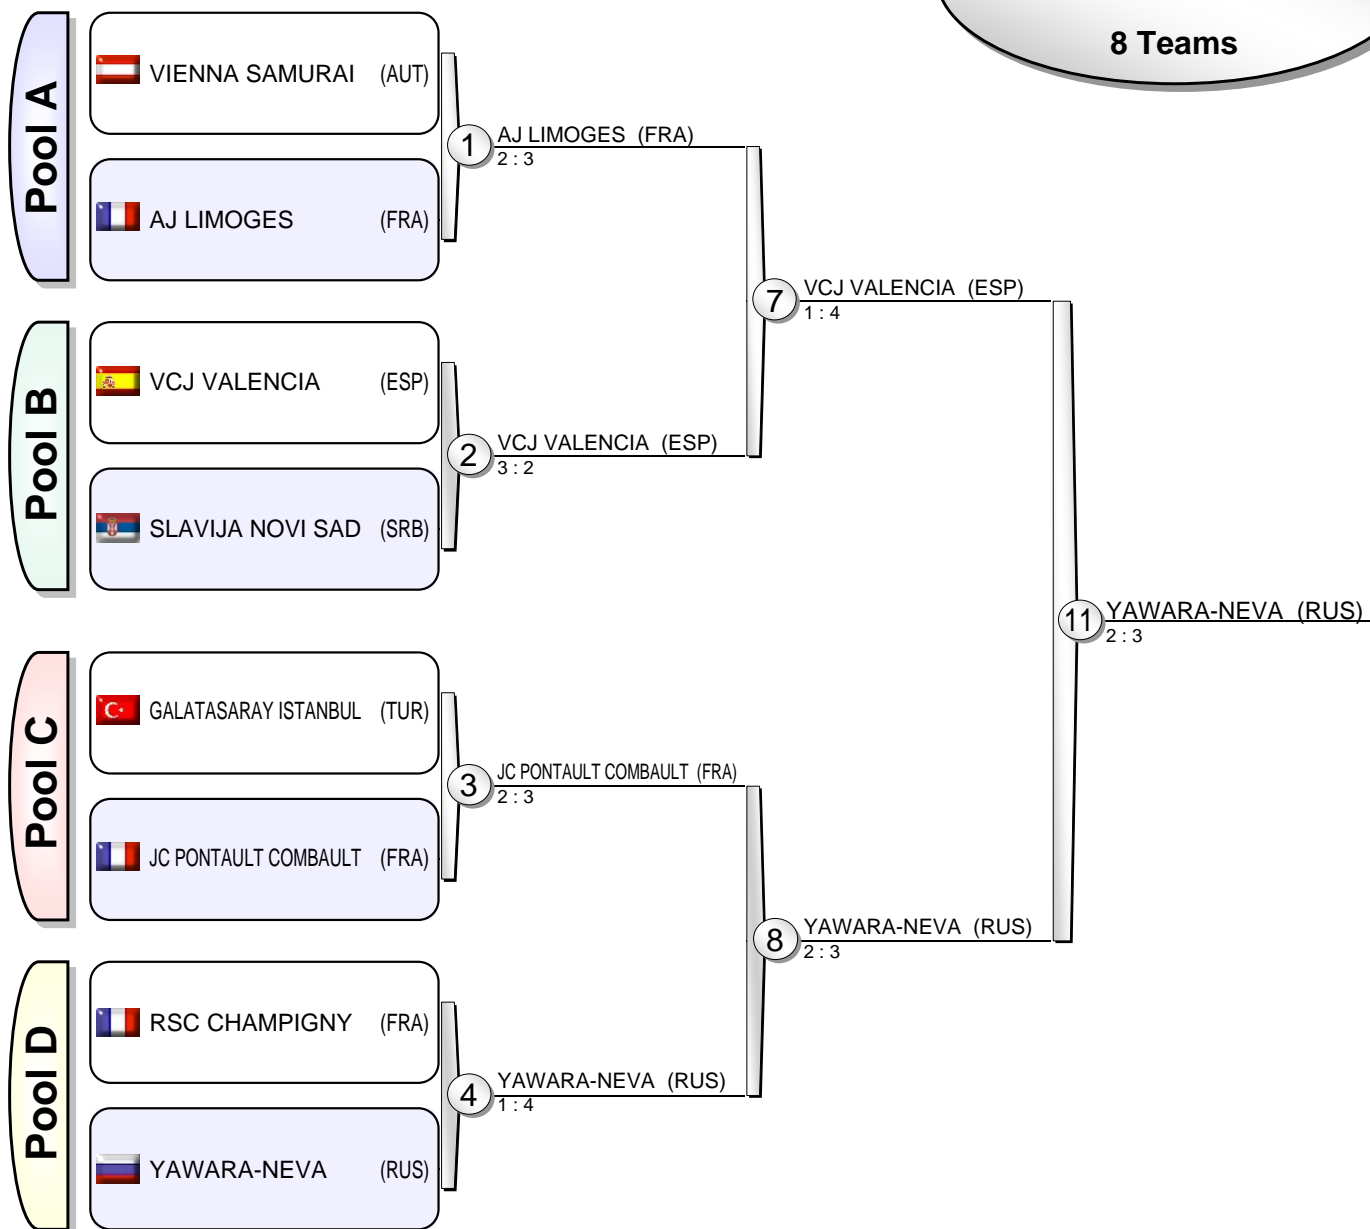 8 Teams
Pool A
VIENNA SAMURAI (AUT)
AJ LIMOGES (FRA)
1
AJ LIMOGES (FRA)
2 : 3
7
VCJ VALENCIA (ESP)
1 : 4
Pool B
VCJ VALENCIA (ESP)
SLAVIJA NOVI SAD (SRB)
2
VCJ VALENCIA (ESP)
3 : 2
11
YAWARA-NEVA (RUS)
2 : 3
Pool C
GALATASARAY ISTANBUL (TUR)
JC PONTAULT COMBAULT (FRA)
3
JC PONTAULT COMBAULT (FRA)
2 : 3
8
YAWARA-NEVA (RUS)
2 : 3
Pool D
RSC CHAMPIGNY (FRA)
YAWARA-NEVA (RUS)
4
YAWARA-NEVA (RUS)
1 : 4